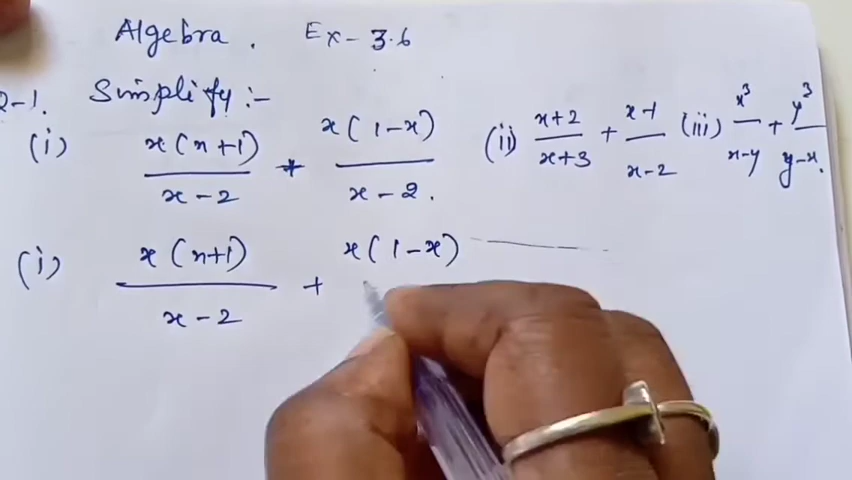 Algebra. Ex-3.6
Q-1. Simplify:-
(i) x(x+1)/x-2 + x(1-x)/x-2. (ii) x+2/x+3 + x-1/x-2 (iii) x³/x-y + y³/y-x.
(i) x(x+1)/x-2 + x(1-x)